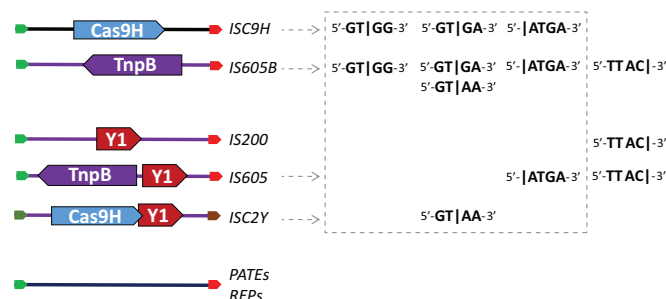 Cas9H ISC9H 5′-GT|GG-3′ 5′-GT|GA-3′ 5′-|ATGA-3′
TnpB IS605B 5′-GT|GG-3′ 5′-GT|GA-3′ 5′-|ATGA-3′ 5′-TTAC|-3′
5′-GT|AA-3′
Y1 IS200 5′-TTAC|-3′
TnpB Y1 IS605 5′-|ATGA-3′ 5′-TTAC|-3′
Cas9H Y1 ISC2Y 5′-GT|AA-3′
PATEs
REPs